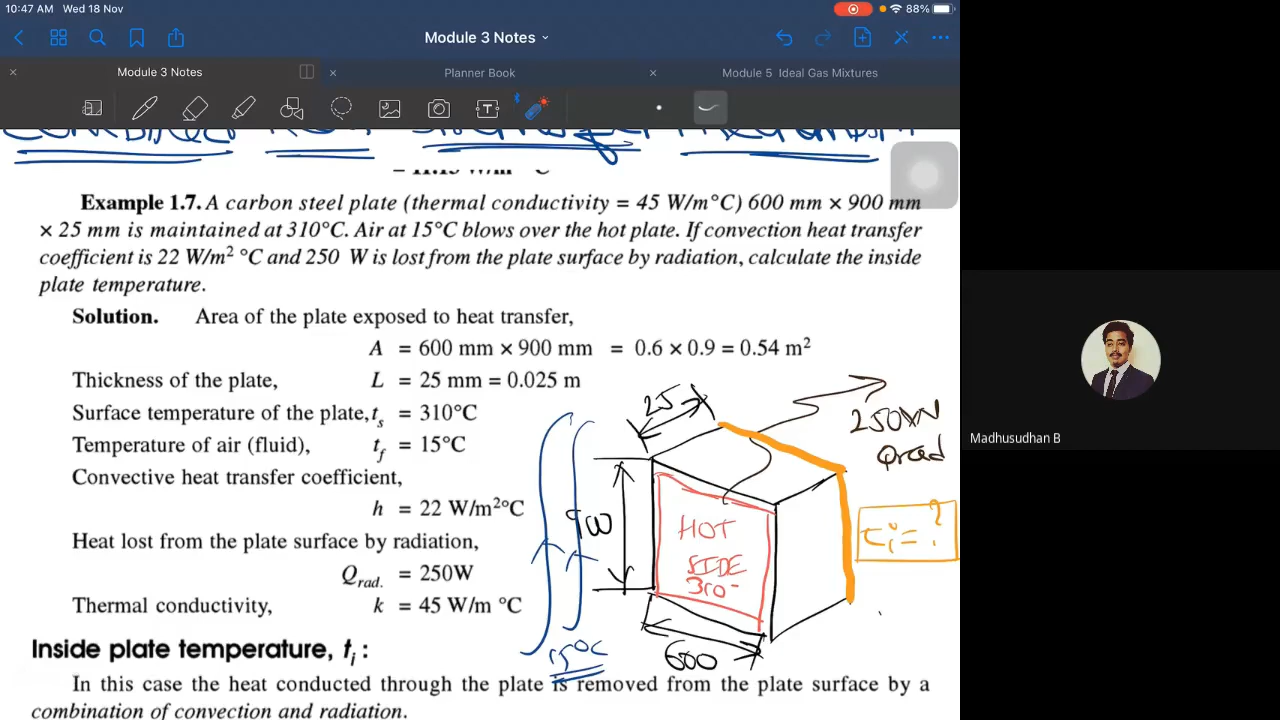 10:47 AM Wed 18 Nov
88%
Module 3 Notes
Module 3 Notes
Planner Book
Module 5 Ideal Gas Mixtures
Example 1.7. A carbon steel plate (thermal conductivity = 45 W/m°C) 600 mm × 900 mm
× 25 mm is maintained at 310°C. Air at 15°C blows over the hot plate. If convection heat transfer
coefficient is 22 W/m² °C and 250 W is lost from the plate surface by radiation, calculate the inside
plate temperature.
Solution. Area of the plate exposed to heat transfer,
A = 600 mm × 900 mm = 0.6 × 0.9 = 0.54 m²
Thickness of the plate, L = 25 mm = 0.025 m
Surface temperature of the plate, ts = 310°C
Temperature of air (fluid), tf = 15°C
Convective heat transfer coefficient,
h = 22 W/m²°C
Heat lost from the plate surface by radiation,
Qrad. = 250W
Thermal conductivity, k = 45 W/m °C
Inside plate temperature, ti :
In this case the heat conducted through the plate is removed from the plate surface by a
combination of convection and radiation.
25
Qrad
900
HOT
SIDE
310°
ti = ?
600
15°C
Madhusudhan B